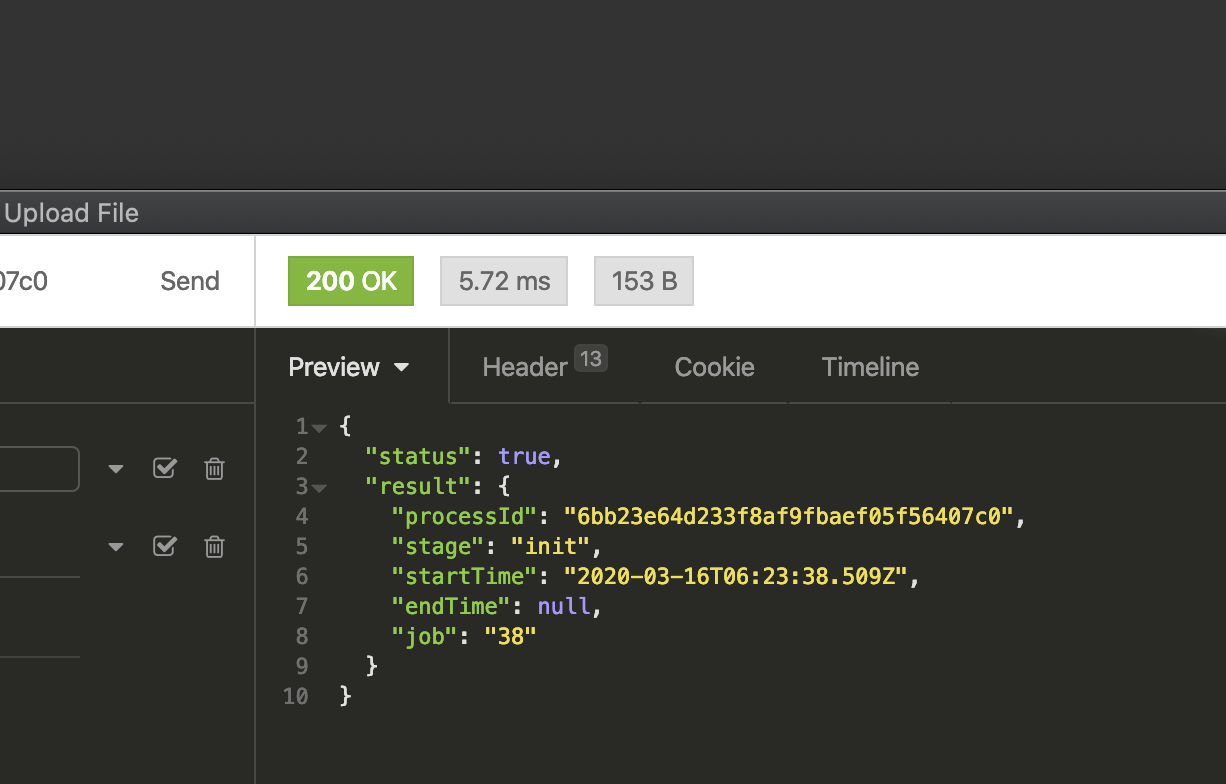 Upload File
07c0 Send 200 OK 5.72 ms 153 B
Preview Header 13 Cookie Timeline
1 {
2 "status": true,
3 "result": {
4 "processId": "6bb23e64d233f8af9fbaef05f56407c0",
5 "stage": "init",
6 "startTime": "2020-03-16T06:23:38.509Z",
7 "endTime": null,
8 "job": "38"
9 }
10 }